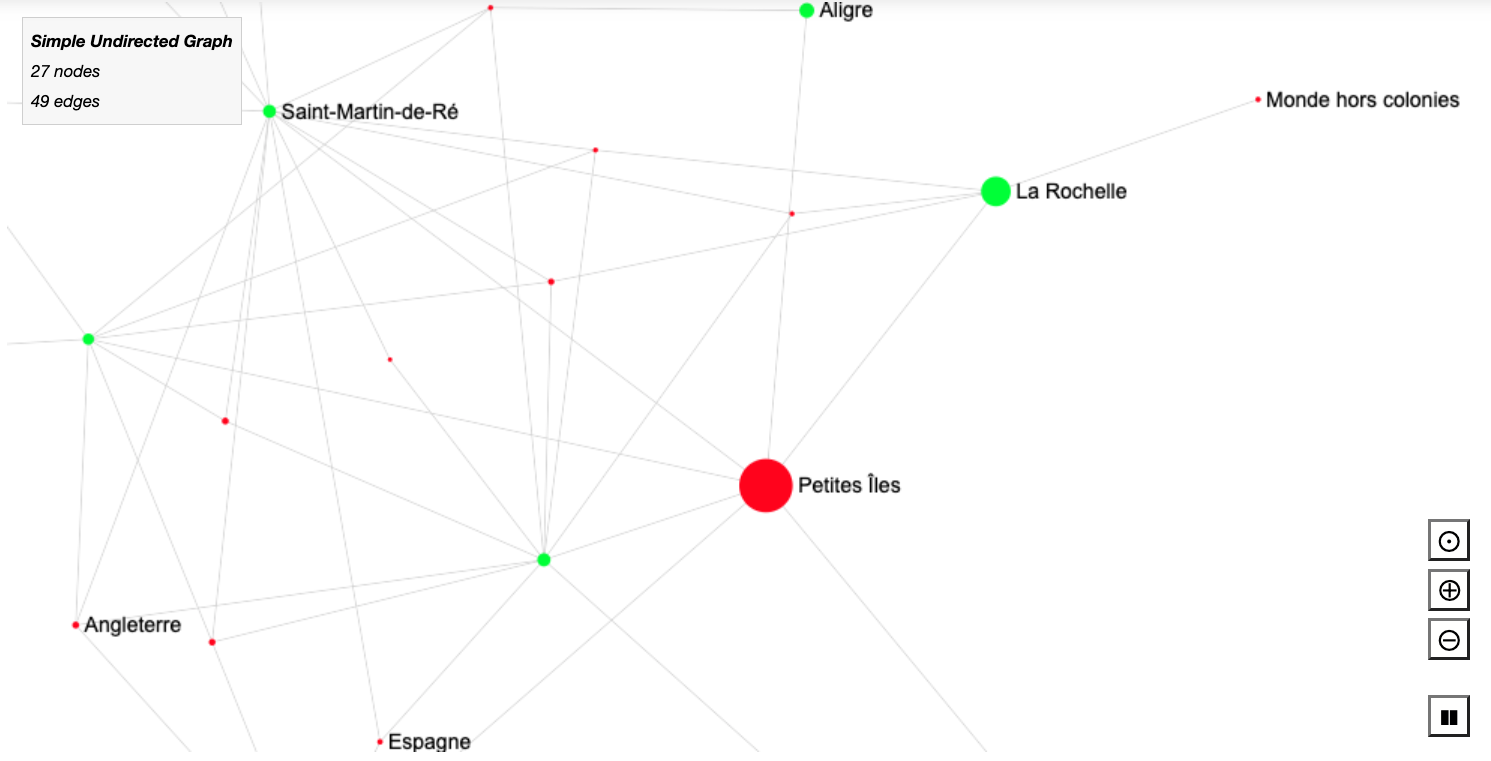 Simple Undirected Graph
27 nodes
49 edges
Aligre
Saint-Martin-de-Ré
Monde hors colonies
La Rochelle
Petites Îles
Angleterre
Espagne